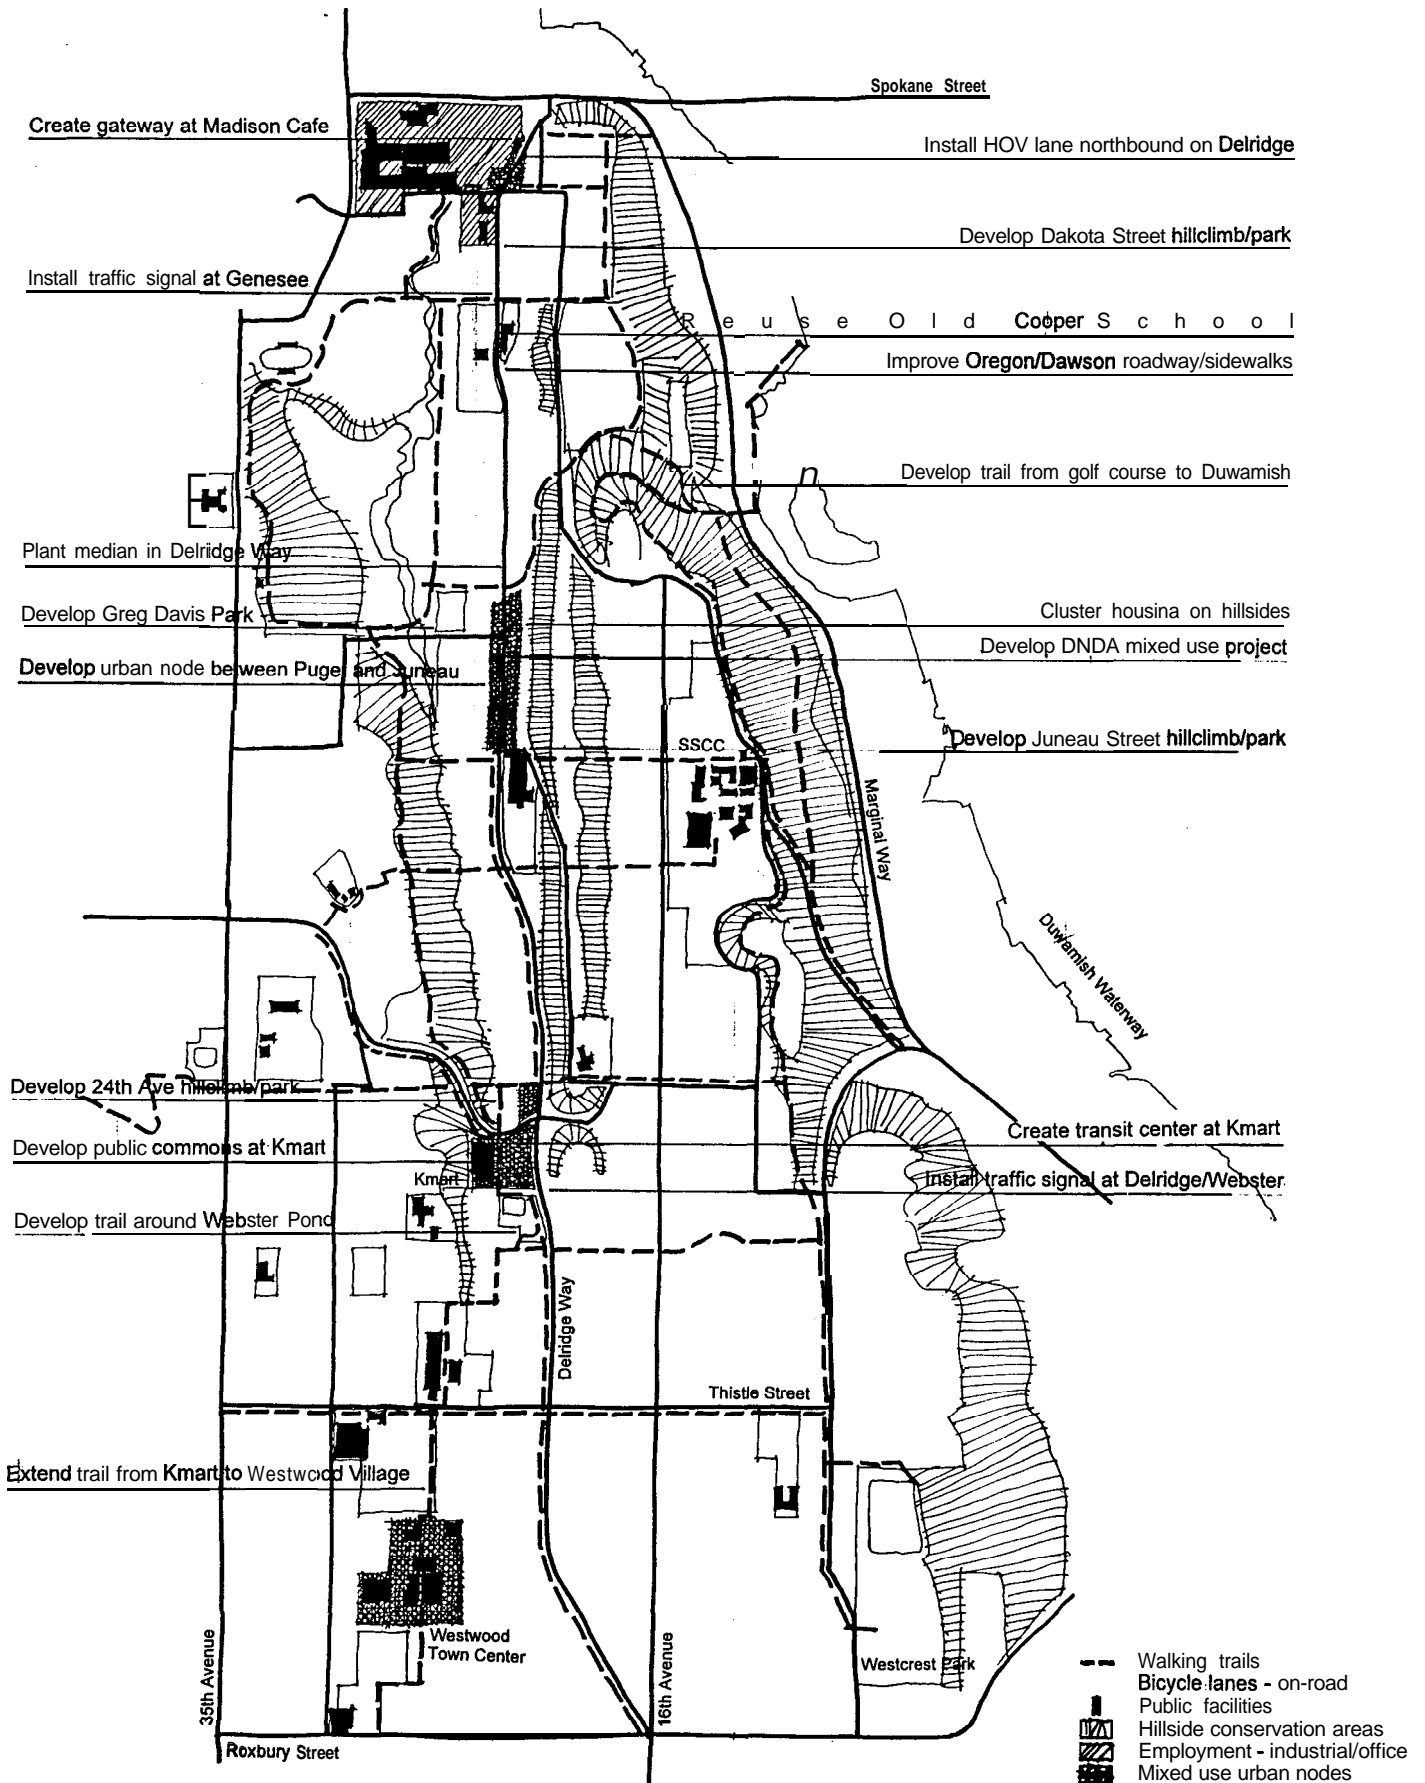 Spokane Street
Create gateway at Madison Cafe
Install HOV lane northbound on Delridge
Develop Dakota Street hillclimb/park
Install traffic signal at Genesee
Reuse Old Cooper School
Improve Oregon/Dawson roadway/sidewalks
Develop trail from golf course to Duwamish
n
Plant median in Delridge Way
Develop Greg Davis Park
Cluster housina on hillsides
Develop DNDA mixed use project
Develop urban node between Puget and Juneau
SSCC
Develop Juneau Street hillclimb/park
Marginal Way
Duwamish Waterway
Develop 24th Ave hillclimb/park
Create transit center at Kmart
Develop public commons at Kmart
Kmart
Install traffic signal at Delridge/Webster
Develop trail around Webster Pond
Delridge Way
Thistle Street
Extend trail from Kmart to Westwood Village
Westwood
Town Center
35th Avenue
16th Avenue
Westcrest Park
Roxbury Street
Walking trails
Bicycle lanes - on-road
Public facilities
Hillside conservation areas
Employment - industrial/office
Mixed use urban nodes